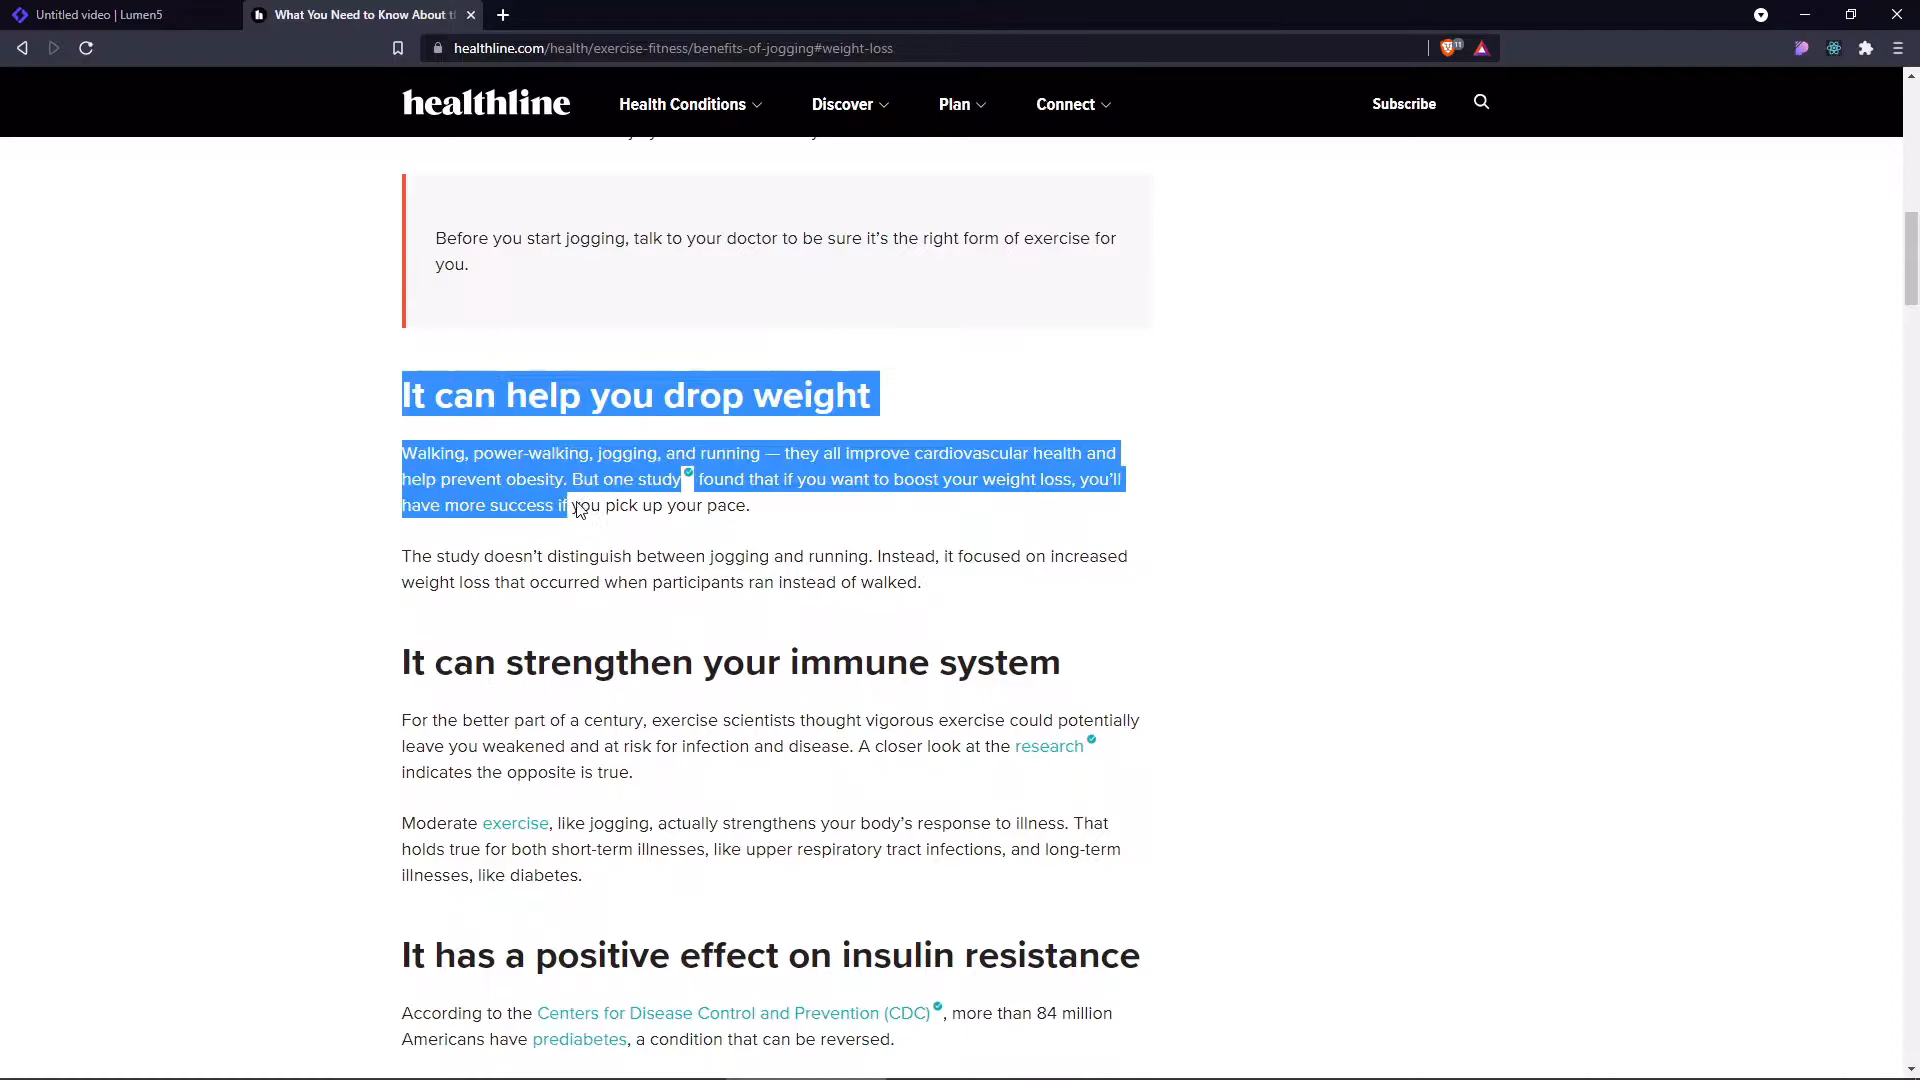 Untitled video | Lumen5
What You Need to Know About t
healthline.com/health/exercise-fitness/benefits-of-jogging#weight-loss
11
healthline
Health Conditions
Discover
Plan
Connect
Subscribe
Before you start jogging, talk to your doctor to be sure it’s the right form of exercise for
you.
It can help you drop weight
Walking, power-walking, jogging, and running — they all improve cardiovascular health and
help prevent obesity. But one study found that if you want to boost your weight loss, you’ll
have more success if you pick up your pace.
The study doesn’t distinguish between jogging and running. Instead, it focused on increased
weight loss that occurred when participants ran instead of walked.
It can strengthen your immune system
For the better part of a century, exercise scientists thought vigorous exercise could potentially
leave you weakened and at risk for infection and disease. A closer look at the research
indicates the opposite is true.
Moderate exercise, like jogging, actually strengthens your body’s response to illness. That
holds true for both short-term illnesses, like upper respiratory tract infections, and long-term
illnesses, like diabetes.
It has a positive effect on insulin resistance
According to the Centers for Disease Control and Prevention (CDC), more than 84 million
Americans have prediabetes, a condition that can be reversed.